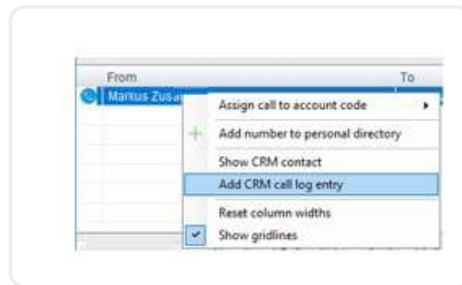 From To
Markus Zusa
Assign call to account code
Add number to personal directory
Show CRM contact
Add CRM call log entry
Reset column widths
Show gridlines